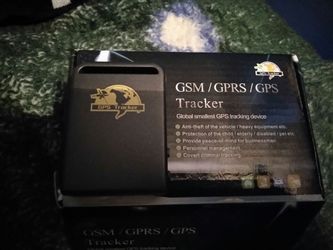 GSM / GPRS / GPS
Tracker
Global smallest GPS tracking device
Anti-theft of the vehicle / heavy equipment etc.
Protection of the child / elderly / disabled / pet etc.
Provide peace-of-mind for businessman
Personnel management
Covert criminal tracking
GPS Tracker
GSM / GPRS / GPS
Tracker